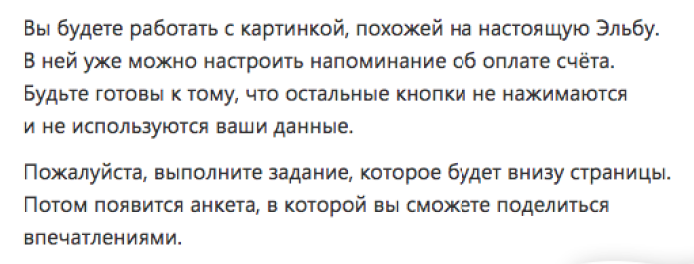 Вы будете работать с картинкой, похожей на настоящую Эльбу.
В ней уже можно настроить напоминание об оплате счёта.
Будьте готовы к тому, что остальные кнопки не нажимаются
и не используются ваши данные.
Пожалуйста, выполните задание, которое будет внизу страницы.
Потом появится анкета, в которой вы сможете поделиться
впечатлениями.